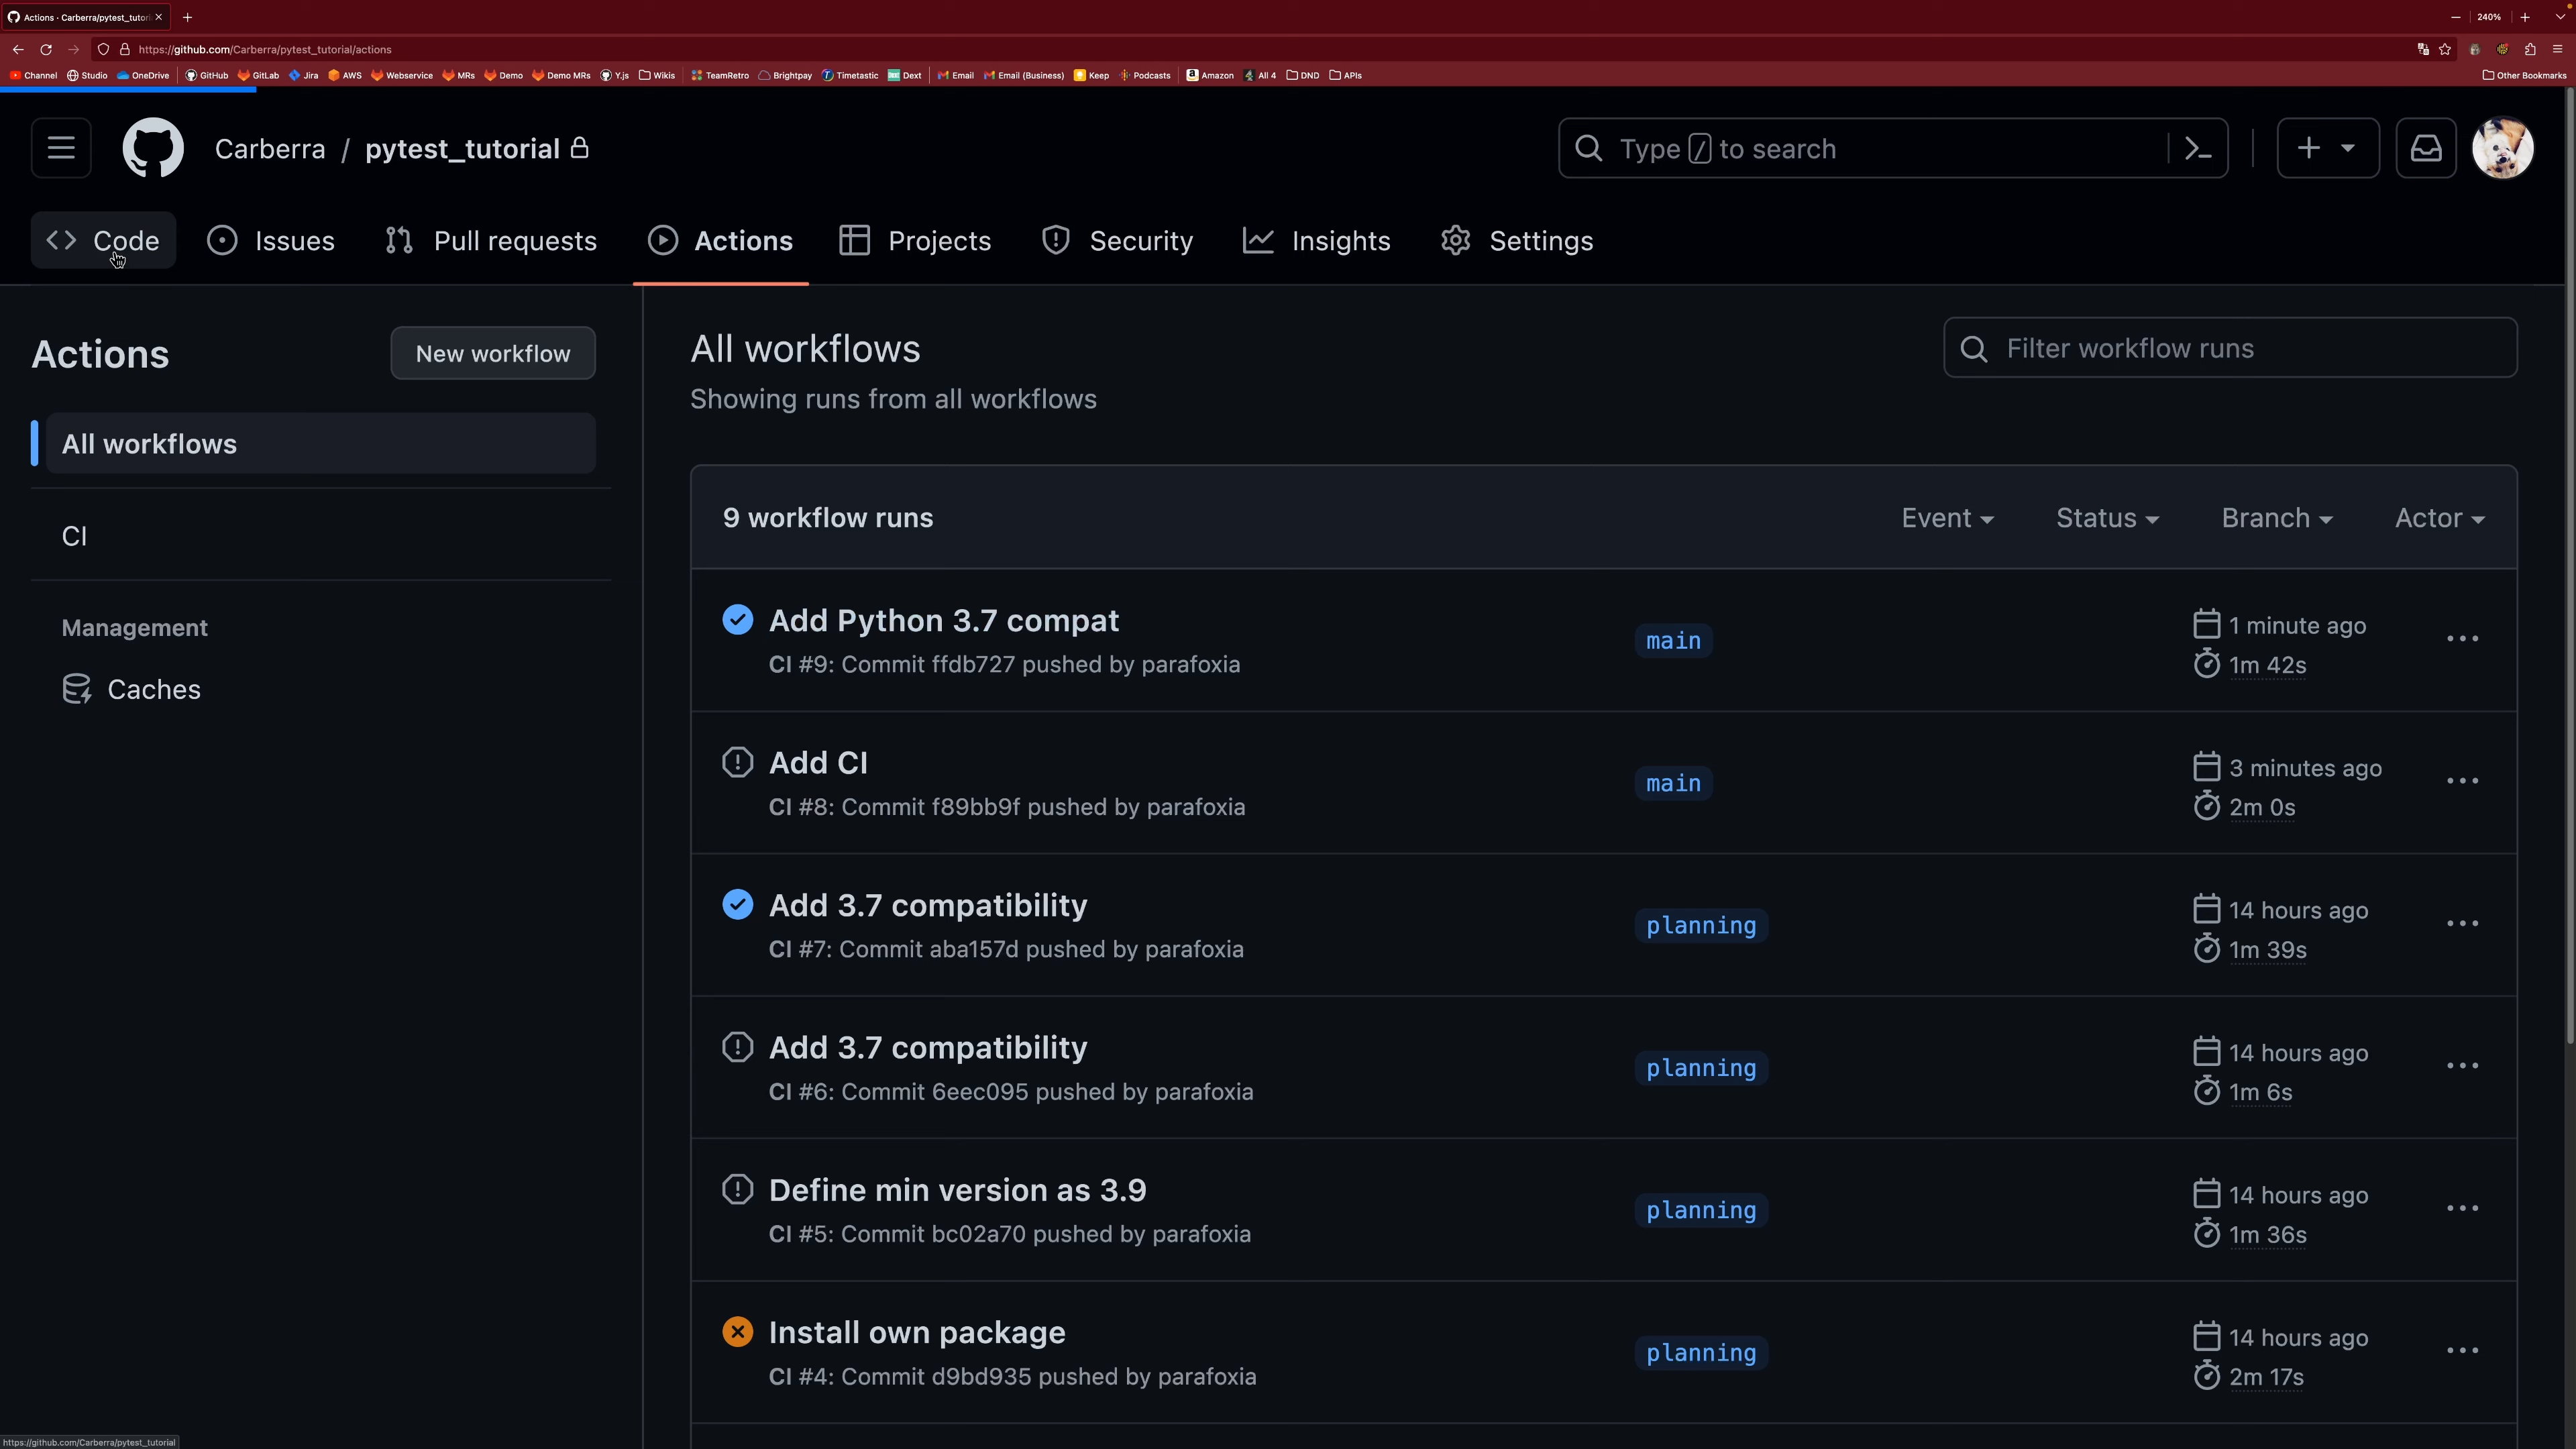 Actions · Carberra/pytest_tutori
240%
https://github.com/Carberra/pytest_tutorial/actions
Channel Studio OneDrive GitHub GitLab Jira AWS Webservice MRs Demo Demo MRs Y.js Wikis TeamRetro Brightpay Timetastic Dext Email Email (Business) Keep Podcasts Amazon All 4 DND APIs Other Bookmarks
Carberra / pytest_tutorial
Type / to search
Code Issues Pull requests Actions Projects Security Insights Settings
Actions
New workflow
All workflows
CI
Management
Caches
All workflows
Showing runs from all workflows
Filter workflow runs
9 workflow runs
Event Status Branch Actor
Add Python 3.7 compat
CI #9: Commit ffdb727 pushed by parafoxia
main
1 minute ago
1m 42s
Add CI
CI #8: Commit f89bb9f pushed by parafoxia
main
3 minutes ago
2m 0s
Add 3.7 compatibility
CI #7: Commit aba157d pushed by parafoxia
planning
14 hours ago
1m 39s
Add 3.7 compatibility
CI #6: Commit 6eec095 pushed by parafoxia
planning
14 hours ago
1m 6s
Define min version as 3.9
CI #5: Commit bc02a70 pushed by parafoxia
planning
14 hours ago
1m 36s
Install own package
CI #4: Commit d9bd935 pushed by parafoxia
planning
14 hours ago
2m 17s
https://github.com/Carberra/pytest_tutorial